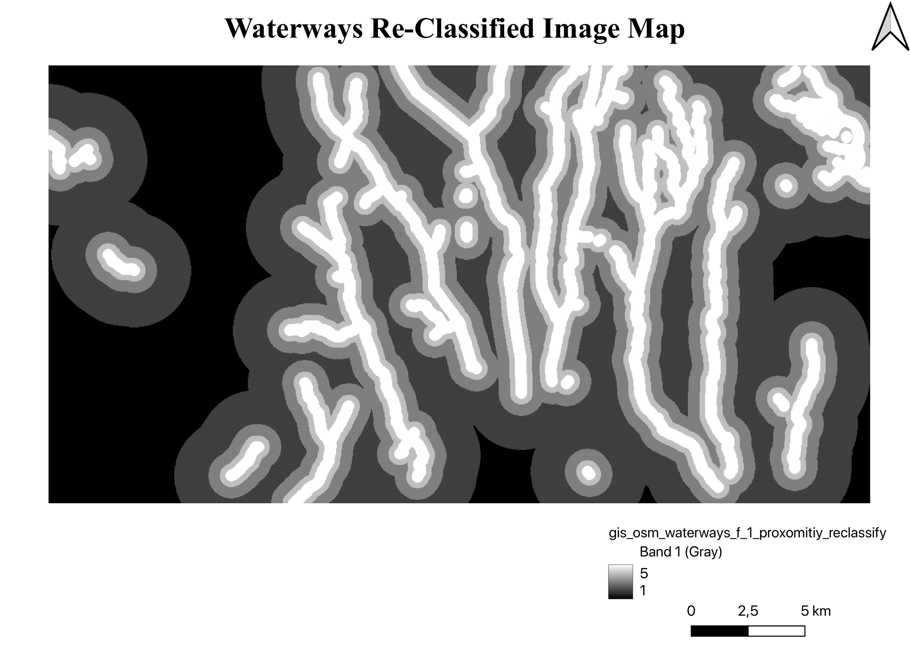 Waterways Re-Classified Image Map
gis_osm_waterways_f_1_proxomitiy_reclassify
Band 1 (Gray)
5
1
0 2,5 5 km